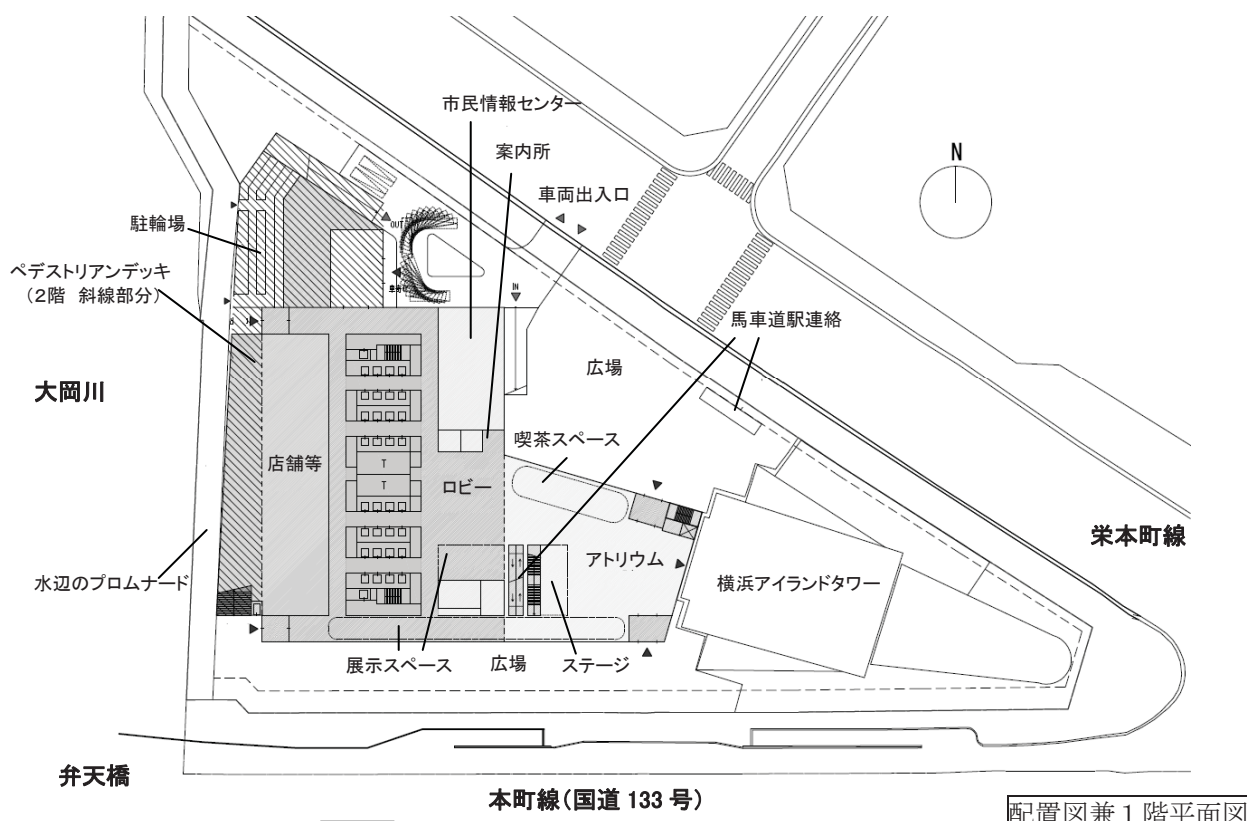 市民情報センター
案内所
N
車両出入口
駐輪場
OUT
ペデストリアンデッキ
(2階 斜線部分)
IN
馬車道駅連絡
広場
大岡川
喫茶スペース
店舗等
T
T
ロビー
栄本町線
アトリウム
水辺のプロムナード
横浜アイランドタワー
展示スペース
広場
ステージ
弁天橋
本町線(国道 133 号)
配置図兼1階平面図